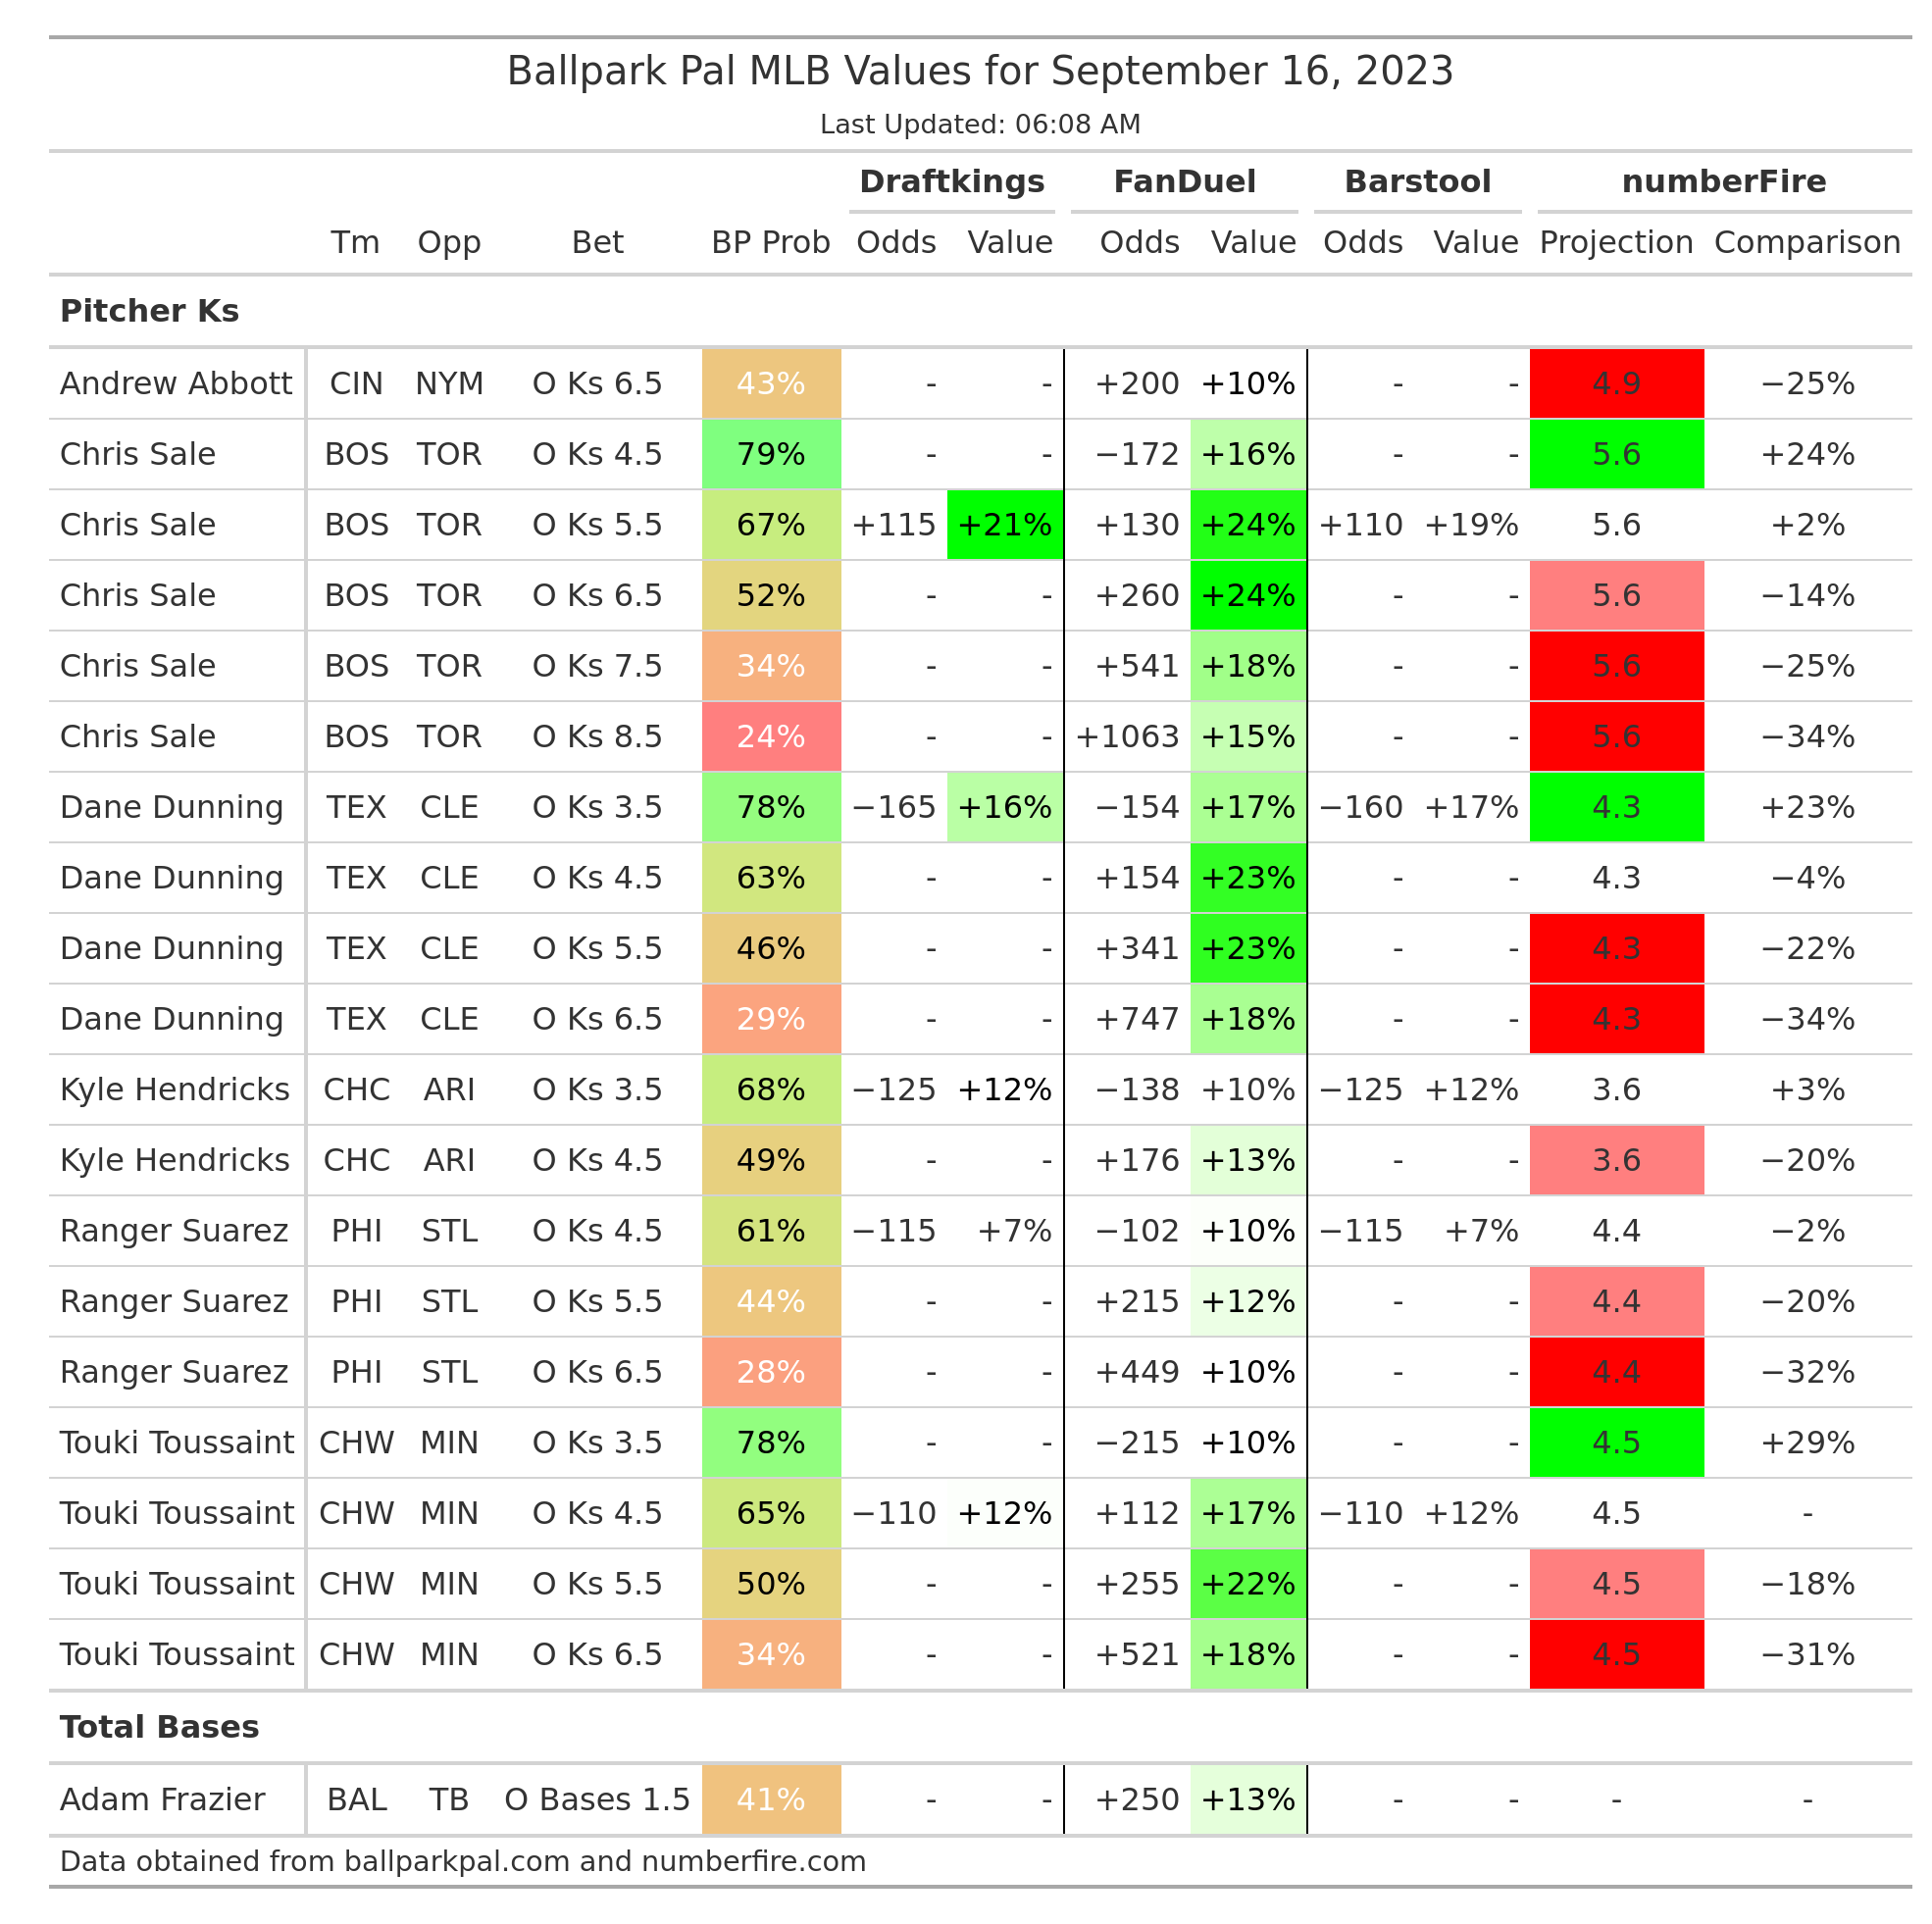 Ballpark Pal MLB Values for September 16, 2023
Last Updated: 06:08 AM
Draftkings FanDuel Barstool numberFire
Tm Opp Bet BP Prob Odds Value Odds Value Odds Value Projection Comparison
Pitcher Ks
Andrew Abbott CIN NYM O Ks 6.5 43% - - +200 +10% - - 4.9 −25%
Chris Sale BOS TOR O Ks 4.5 79% - - −172 +16% - - 5.6 +24%
Chris Sale BOS TOR O Ks 5.5 67% +115 +21% +130 +24% +110 +19% 5.6 +2%
Chris Sale BOS TOR O Ks 6.5 52% - - +260 +24% - - 5.6 −14%
Chris Sale BOS TOR O Ks 7.5 34% - - +541 +18% - - 5.6 −25%
Chris Sale BOS TOR O Ks 8.5 24% - - +1063 +15% - - 5.6 −34%
Dane Dunning TEX CLE O Ks 3.5 78% −165 +16% −154 +17% −160 +17% 4.3 +23%
Dane Dunning TEX CLE O Ks 4.5 63% - - +154 +23% - - 4.3 −4%
Dane Dunning TEX CLE O Ks 5.5 46% - - +341 +23% - - 4.3 −22%
Dane Dunning TEX CLE O Ks 6.5 29% - - +747 +18% - - 4.3 −34%
Kyle Hendricks CHC ARI O Ks 3.5 68% −125 +12% −138 +10% −125 +12% 3.6 +3%
Kyle Hendricks CHC ARI O Ks 4.5 49% - - +176 +13% - - 3.6 −20%
Ranger Suarez PHI STL O Ks 4.5 61% −115 +7% −102 +10% −115 +7% 4.4 −2%
Ranger Suarez PHI STL O Ks 5.5 44% - - +215 +12% - - 4.4 −20%
Ranger Suarez PHI STL O Ks 6.5 28% - - +449 +10% - - 4.4 −32%
Touki Toussaint CHW MIN O Ks 3.5 78% - - −215 +10% - - 4.5 +29%
Touki Toussaint CHW MIN O Ks 4.5 65% −110 +12% +112 +17% −110 +12% 4.5 -
Touki Toussaint CHW MIN O Ks 5.5 50% - - +255 +22% - - 4.5 −18%
Touki Toussaint CHW MIN O Ks 6.5 34% - - +521 +18% - - 4.5 −31%
Total Bases
Adam Frazier BAL TB O Bases 1.5 41% - - +250 +13% - - - -
Data obtained from ballparkpal.com and numberfire.com